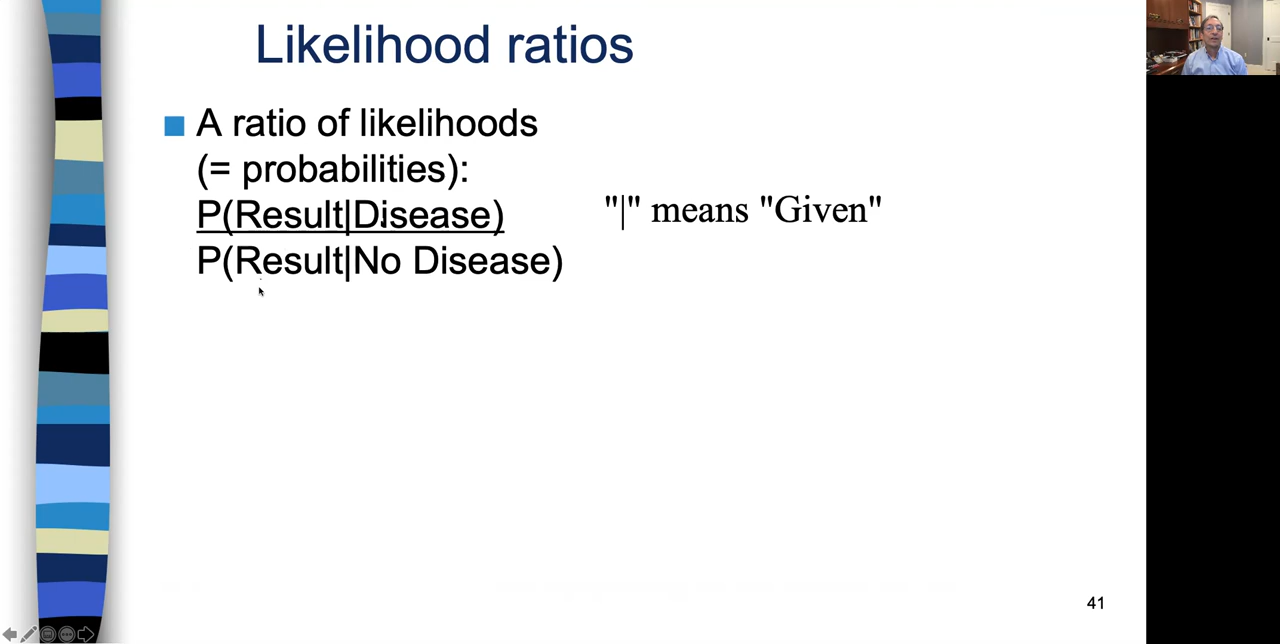 Likelihood ratios
A ratio of likelihoods
(= probabilities):
P(Result|Disease)
"|" means "Given"
P(Result|No Disease)
41